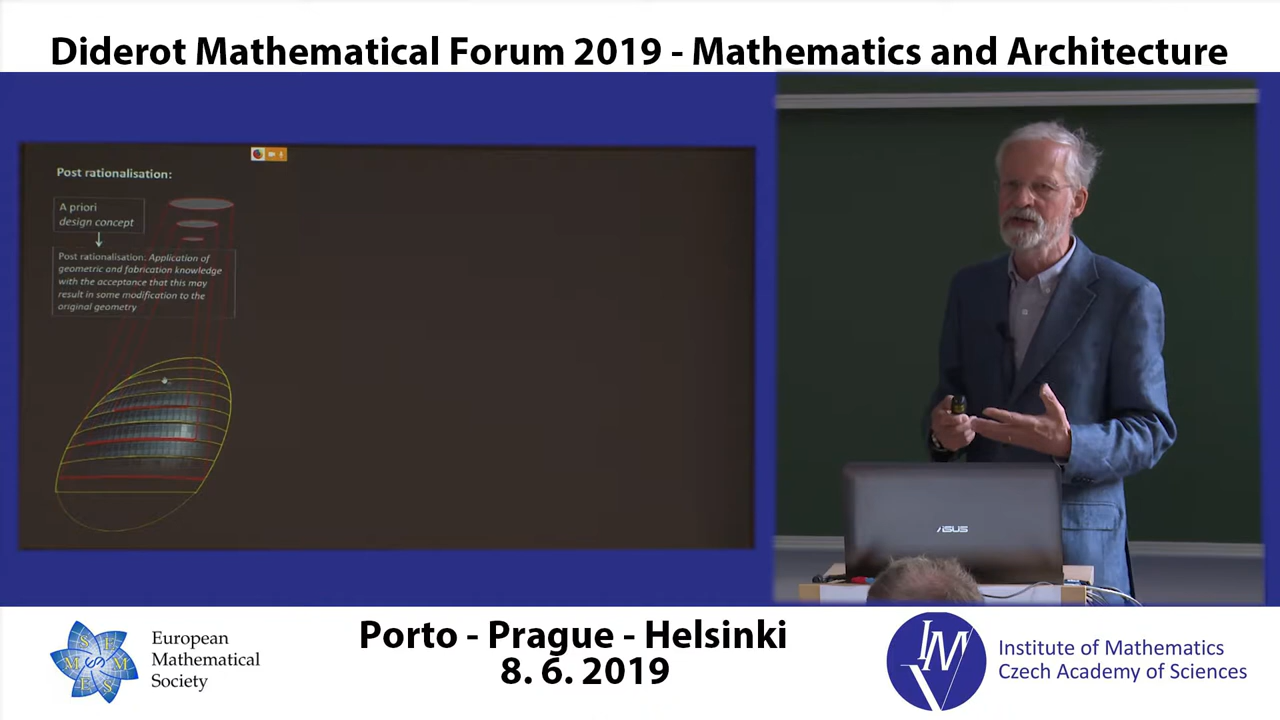 Diderot Mathematical Forum 2019 - Mathematics and Architecture
Post rationalisation:
A priori
design concept
Post rationalisation: Application of
geometric and fabrication knowledge
with the acceptance that this may
result in some modification to the
original geometry
ASUS
S E
M M
E S
European
Mathematical
Society
Porto - Prague - Helsinki
8. 6. 2019
IM
Institute of Mathematics
Czech Academy of Sciences